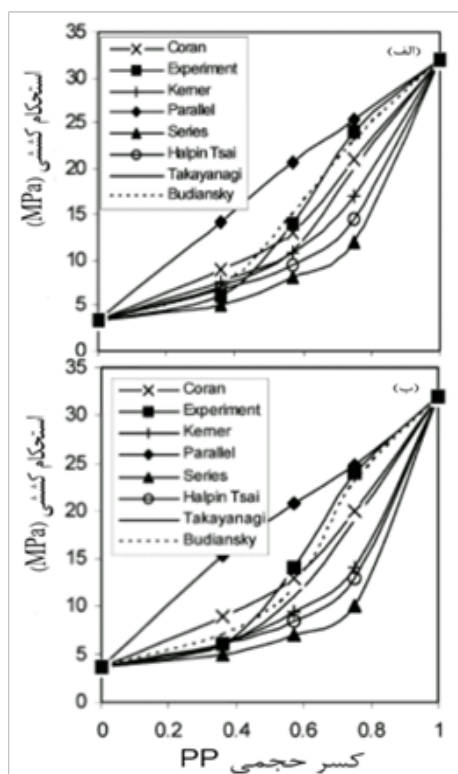 (الف)
35
30
25
20
15
10
5
0
استحکام کششی (MPa)
Coran
Experiment
Kerner
Parallel
Series
Halpin Tsai
Takayanagi
Budiansky
(ب)
35
30
25
20
15
10
5
0
استحکام کششی (MPa)
Coran
Experiment
Kerner
Parallel
Series
Halpin Tsai
Takayanagi
Budiansky
0 0.2 0.4 0.6 0.8 1
کسر حجمی PP